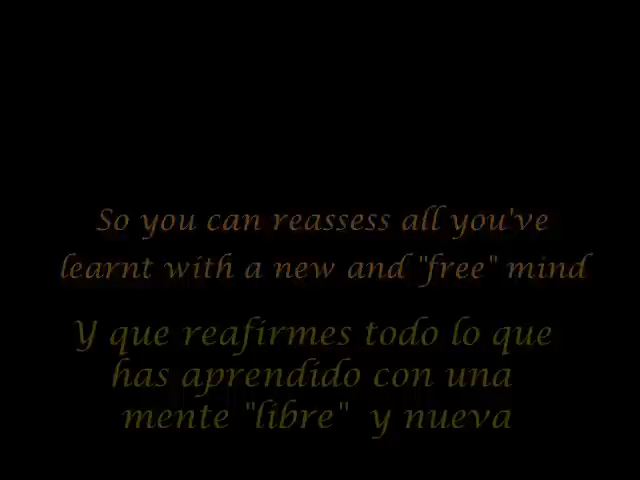 So you can reassess all you've
learnt with a new and "free" mind
Y que reafirmes todo lo que
has aprendido con una
mente "libre" y nueva